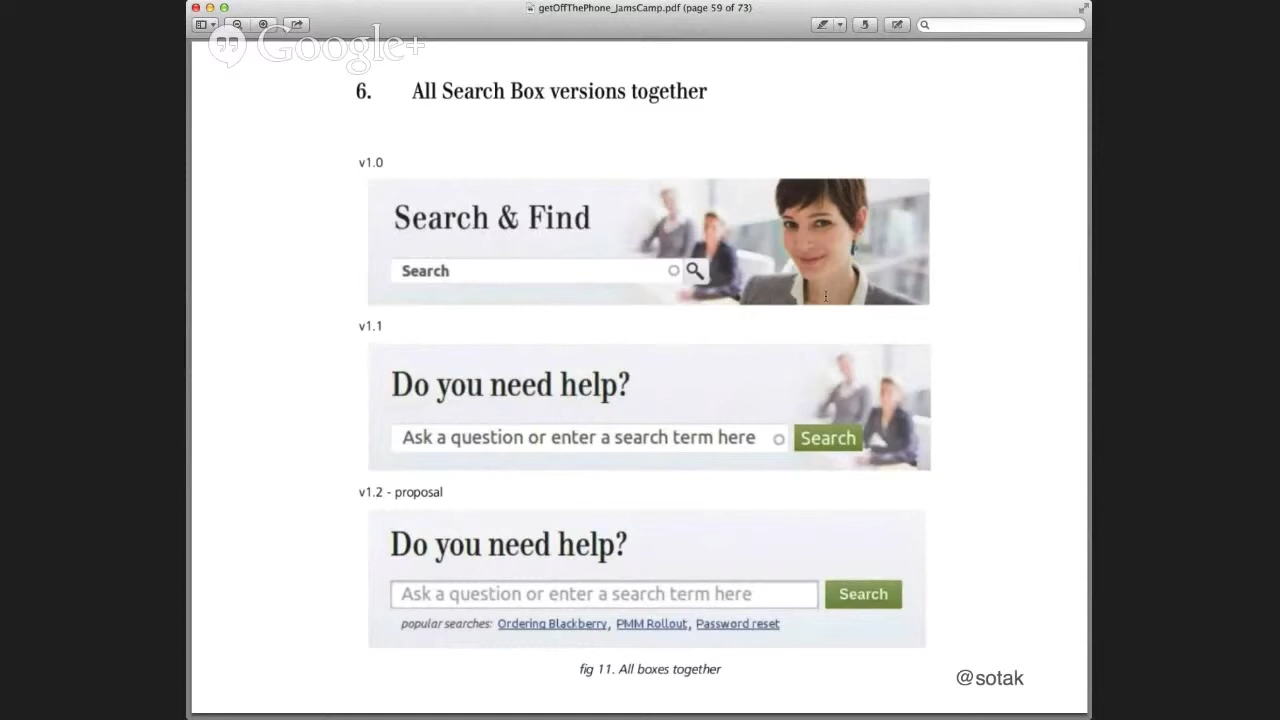 getOffThePhone_JamsCamp.pdf (page 59 of 73)
Google+
6. All Search Box versions together
v1.0
Search & Find
Search
v1.1
Do you need help?
Ask a question or enter a search term here
Search
v1.2 - proposal
Do you need help?
Ask a question or enter a search term here
Search
popular searches: Ordering Blackberry, PMM Rollout, Password reset
fig 11. All boxes together
@sotak